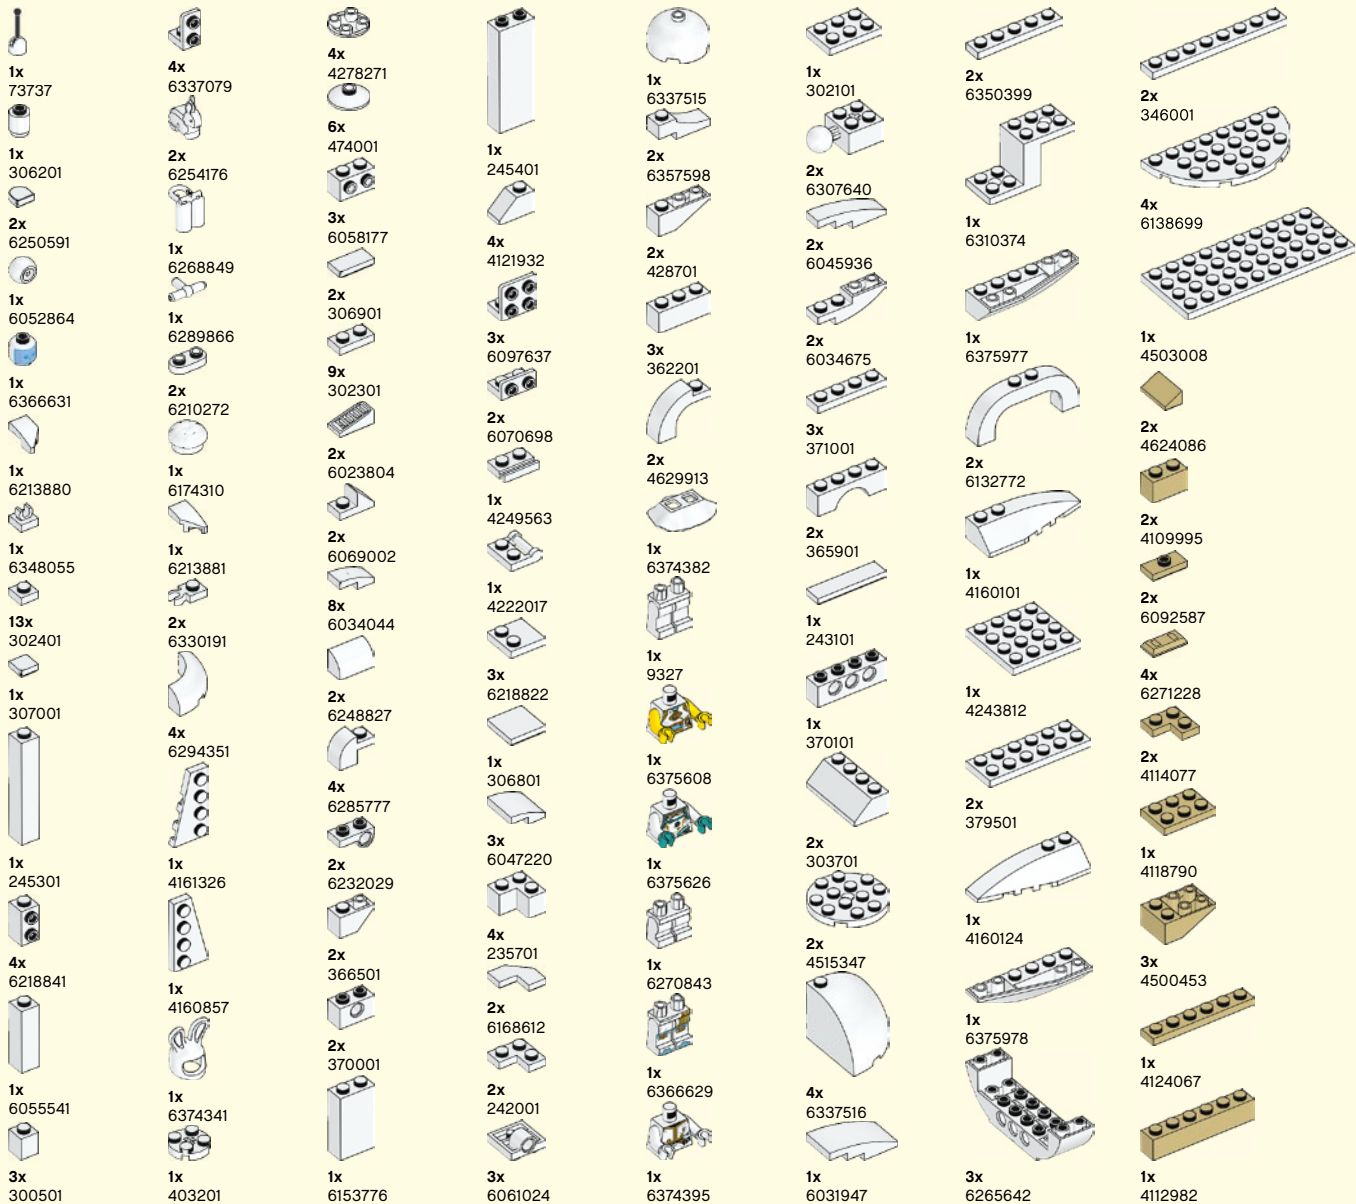 1x
73737
1x
306201
2x
6250591
1x
6052864
1x
6366631
1x
6213880
1x
6348055
13x
302401
1x
307001
1x
245301
4x
6218841
1x
6055541
3x
300501
4x
6337079
2x
6254176
1x
6268849
1x
6289866
2x
6210272
1x
6174310
1x
6213881
2x
6330191
4x
6294351
1x
4161326
1x
4160857
1x
6374341
1x
403201
4x
4278271
6x
474001
3x
6058177
2x
306901
9x
302301
2x
6023804
2x
6069002
8x
6034044
2x
6248827
4x
6285777
2x
6232029
2x
366501
2x
370001
1x
6153776
1x
245401
4x
4121932
3x
6097637
2x
6070698
1x
4249563
1x
4222017
3x
6218822
1x
306801
3x
6047220
4x
235701
2x
6168612
2x
242001
3x
6061024
1x
6337515
2x
6357598
2x
428701
3x
362201
2x
4629913
1x
6374382
1x
9327
1x
6375608
1x
6375626
1x
6270843
1x
6366629
1x
6374395
1x
302101
2x
6307640
2x
6045936
2x
6034675
3x
371001
2x
365901
1x
243101
1x
370101
2x
303701
2x
4515347
4x
6337516
1x
6031947
2x
6350399
1x
6310374
1x
6375977
2x
6132772
1x
4160101
1x
4243812
2x
379501
1x
4160124
1x
6375978
3x
6265642
2x
346001
4x
6138699
1x
4503008
2x
4624086
2x
4109995
2x
6092587
4x
6271228
2x
4114077
1x
4118790
3x
4500453
1x
4124067
1x
4112982